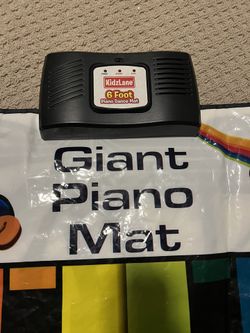 KidzLane
6 Foot
Piano Dance Mat
Giant
Piano
Mat